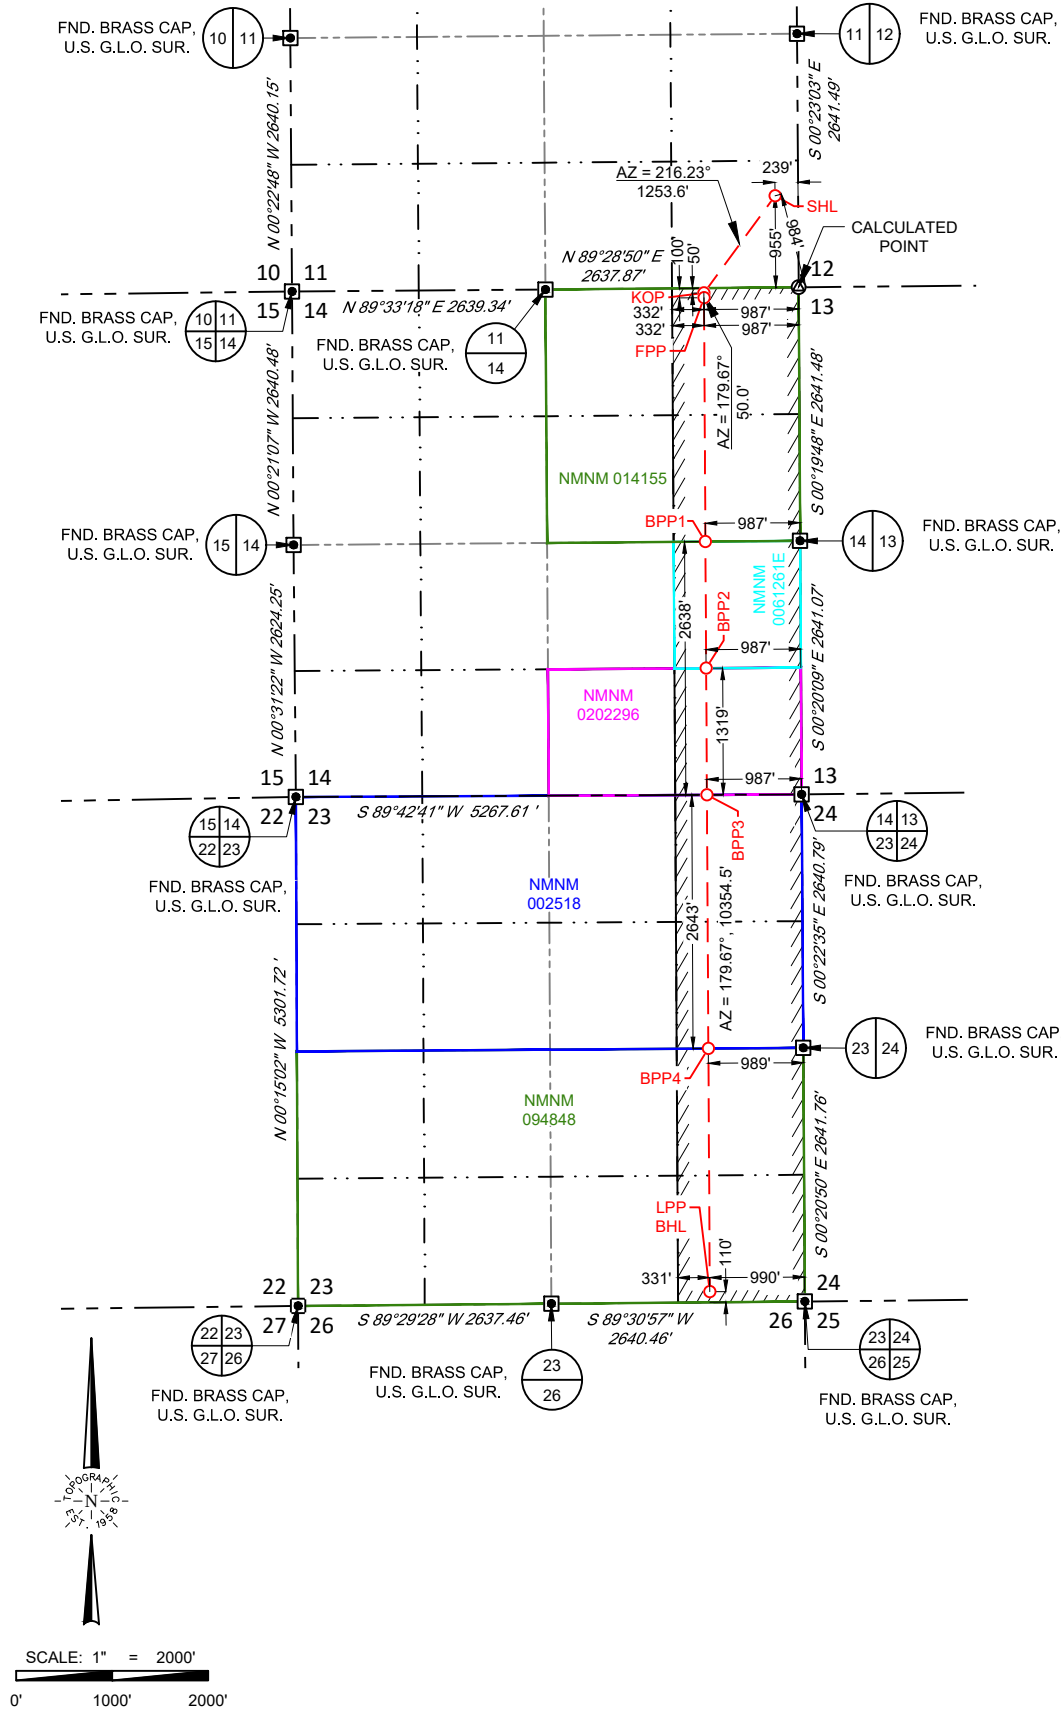 FND. BRASS CAP,
U.S. G.L.O. SUR.
10 11
11 12
FND. BRASS CAP,
U.S. G.L.O. SUR.
N 00°22'48" W 2640.15'
S 00°23'03" E
2641.49'
239'
AZ = 216.23°
1253.6'
SHL
984'
955'
CALCULATED
POINT
N 89°28'50" E
2637.87'
100'
50'
10 11
15 14
12
13
N 89°33'18" E 2639.34'
KOP
332'
987'
332'
987'
FPP
FND. BRASS CAP,
U.S. G.L.O. SUR.
10 11
15 14
FND. BRASS CAP,
U.S. G.L.O. SUR.
11
14
AZ = 179.67°
50.0'
N 00°21'07" W 2640.48'
S 00°19'48" E 2641.48'
NMNM 014155
BPP1
987'
FND. BRASS CAP,
U.S. G.L.O. SUR.
15 14
14 13
FND. BRASS CAP,
U.S. G.L.O. SUR.
NMNM
0061261E
BPP2
2638'
987'
N 00°31'22" W 2624.25'
S 00°20'09" E 2641.07'
NMNM
0202296
1319'
987'
15 14
22 23
13
24
S 89°42'41" W 5267.61 '
BPP3
15 14
22 23
FND. BRASS CAP,
U.S. G.L.O. SUR.
14 13
23 24
FND. BRASS CAP,
U.S. G.L.O. SUR.
NMNM
002518
2643'
AZ = 179.67°, 10354.5'
S 00°22'35" E 2640.79'
N 00°15'02" W 5301.72 '
BPP4
989'
23 24
FND. BRASS CAP
U.S. G.L.O. SUR.
NMNM
094848
S 00°20'50" E 2641.76'
LPP
BHL
110'
331'
990'
22 23
27 26
24
26 25
S 89°29'28" W 2637.46'
S 89°30'57" W
2640.46'
22 23
27 26
FND. BRASS CAP,
U.S. G.L.O. SUR.
FND. BRASS CAP,
U.S. G.L.O. SUR.
23
26
23 24
26 25
FND. BRASS CAP,
U.S. G.L.O. SUR.
TOPOGRAPHIC
N
EST. 1958
SCALE: 1" = 2000'
0' 1000' 2000'